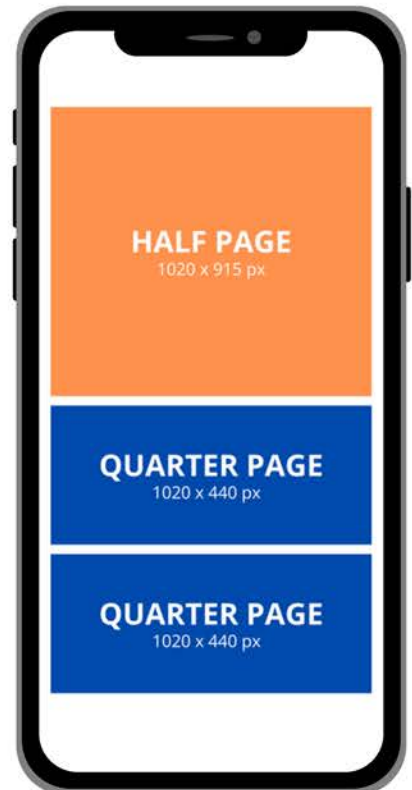 HALF PAGE
1020 x 915 px
QUARTER PAGE
1020 x 440 px
QUARTER PAGE
1020 x 440 px